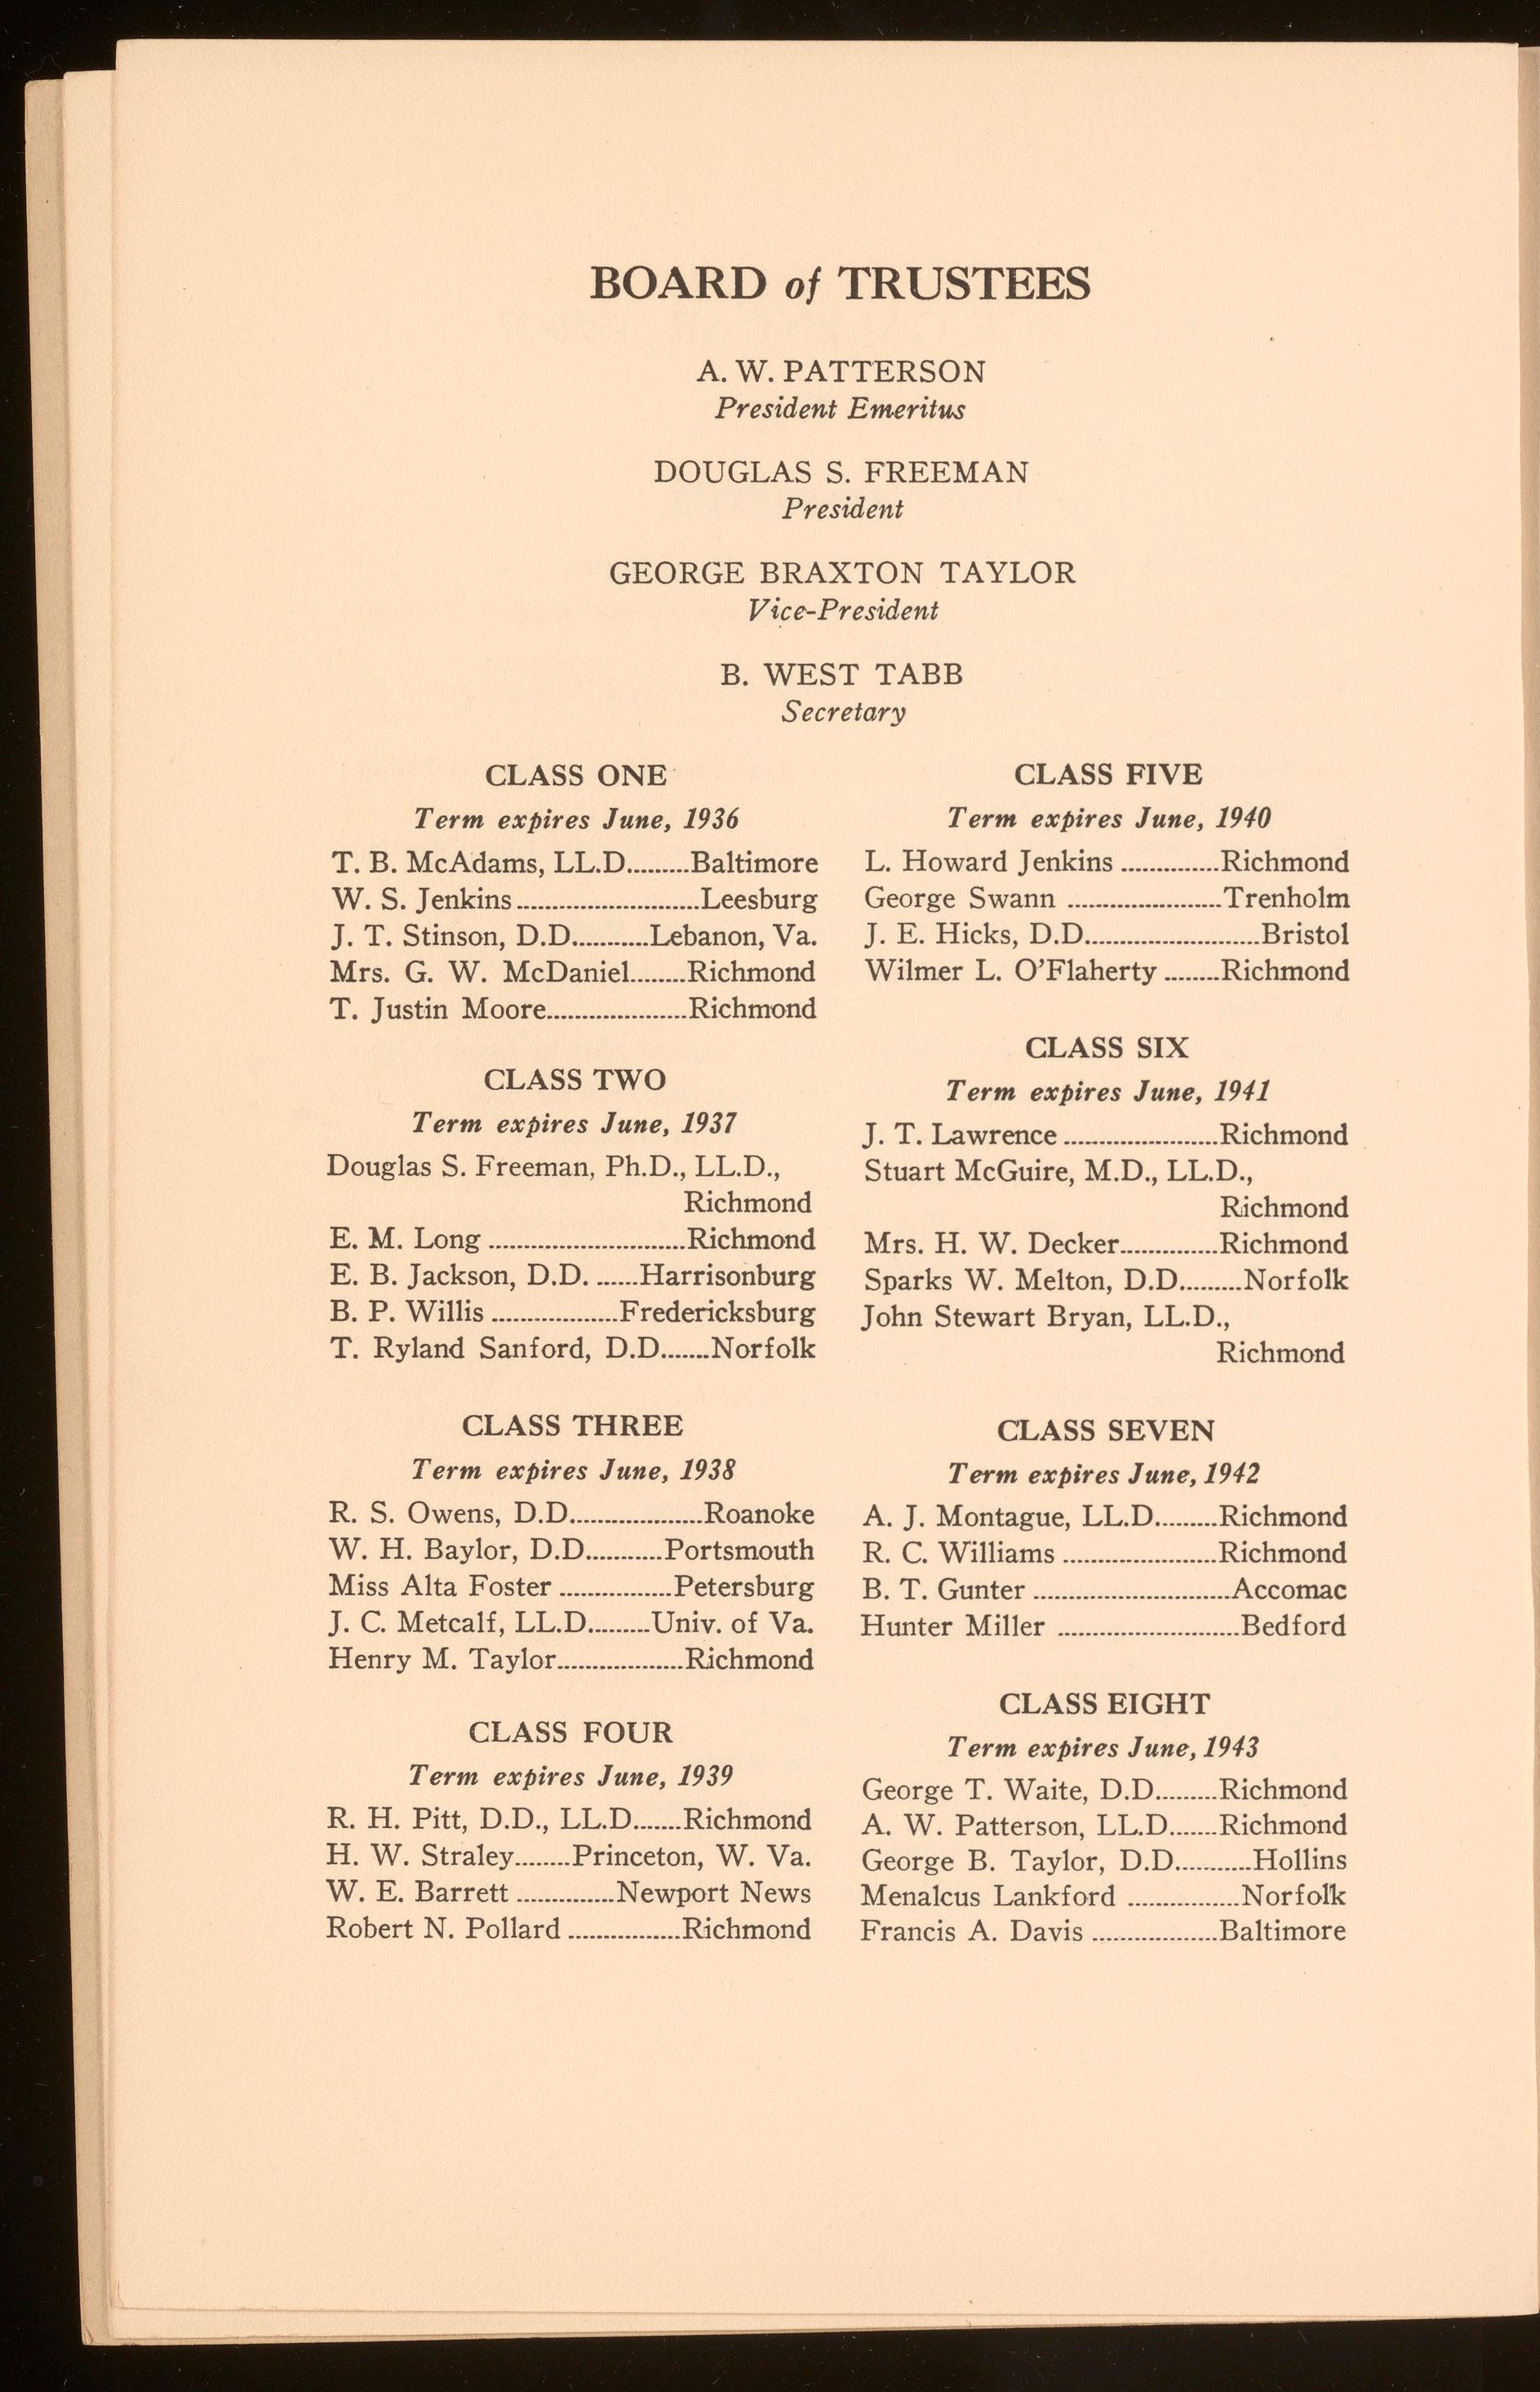 BOARD of TRUSTEES
A. W. PATTERSON
President Emeritus
DOUGLAS S. FREEMAN
President
GEORGE BRAXTON TAYLOR
Vice-President
B. WEST TABB
Secretary
CLASS ONE
Term expires June, 1936
T. B. McAdams, LL.D.........Baltimore
W. S. Jenkins..........................Leesburg
J. T. Stinson, D.D...........Lebanon, Va.
Mrs. G. W. McDaniel........Richmond
T. Justin Moore....................Richmond
CLASS TWO
Term expires June, 1937
Douglas S. Freeman, Ph.D., LL.D.,
Richmond
E. M. Long ............................Richmond
E. B. Jackson, D.D. ......Harrisonburg
B. P. Willis ..................Fredericksburg
T. Ryland Sanford, D.D.......Norfolk
CLASS THREE
Term expires June, 1938
R. S. Owens, D.D...................Roanoke
W. H. Baylor, D.D...........Portsmouth
Miss Alta Foster ................Petersburg
J. C. Metcalf, LL.D.........Univ. of Va.
Henry M. Taylor..................Richmond
CLASS FOUR
Term expires June, 1939
R. H. Pitt, D.D., LL.D.......Richmond
H. W. Straley........Princeton, W. Va.
W. E. Barrett ..............Newport News
Robert N. Pollard ................Richmond
CLASS FIVE
Term expires June, 1940
L. Howard Jenkins ..............Richmond
George Swann ......................Trenholm
J. E. Hicks, D.D.........................Bristol
Wilmer L. O'Flaherty ........Richmond
CLASS SIX
Term expires June, 1941
J. T. Lawrence ......................Richmond
Stuart McGuire, M.D., LL.D.,
Richmond
Mrs. H. W. Decker..............Richmond
Sparks W. Melton, D.D.........Norfolk
John Stewart Bryan, LL.D.,
Richmond
CLASS SEVEN
Term expires June, 1942
A. J. Montague, LL.D.........Richmond
R. C. Williams ......................Richmond
B. T. Gunter ............................Accomac
Hunter Miller ..........................Bedford
CLASS EIGHT
Term expires June, 1943
George T. Waite, D.D.........Richmond
A. W. Patterson, LL.D.......Richmond
George B. Taylor, D.D...........Hollins
Menalcus Lankford ................Norfolk
Francis A. Davis ..................Baltimore